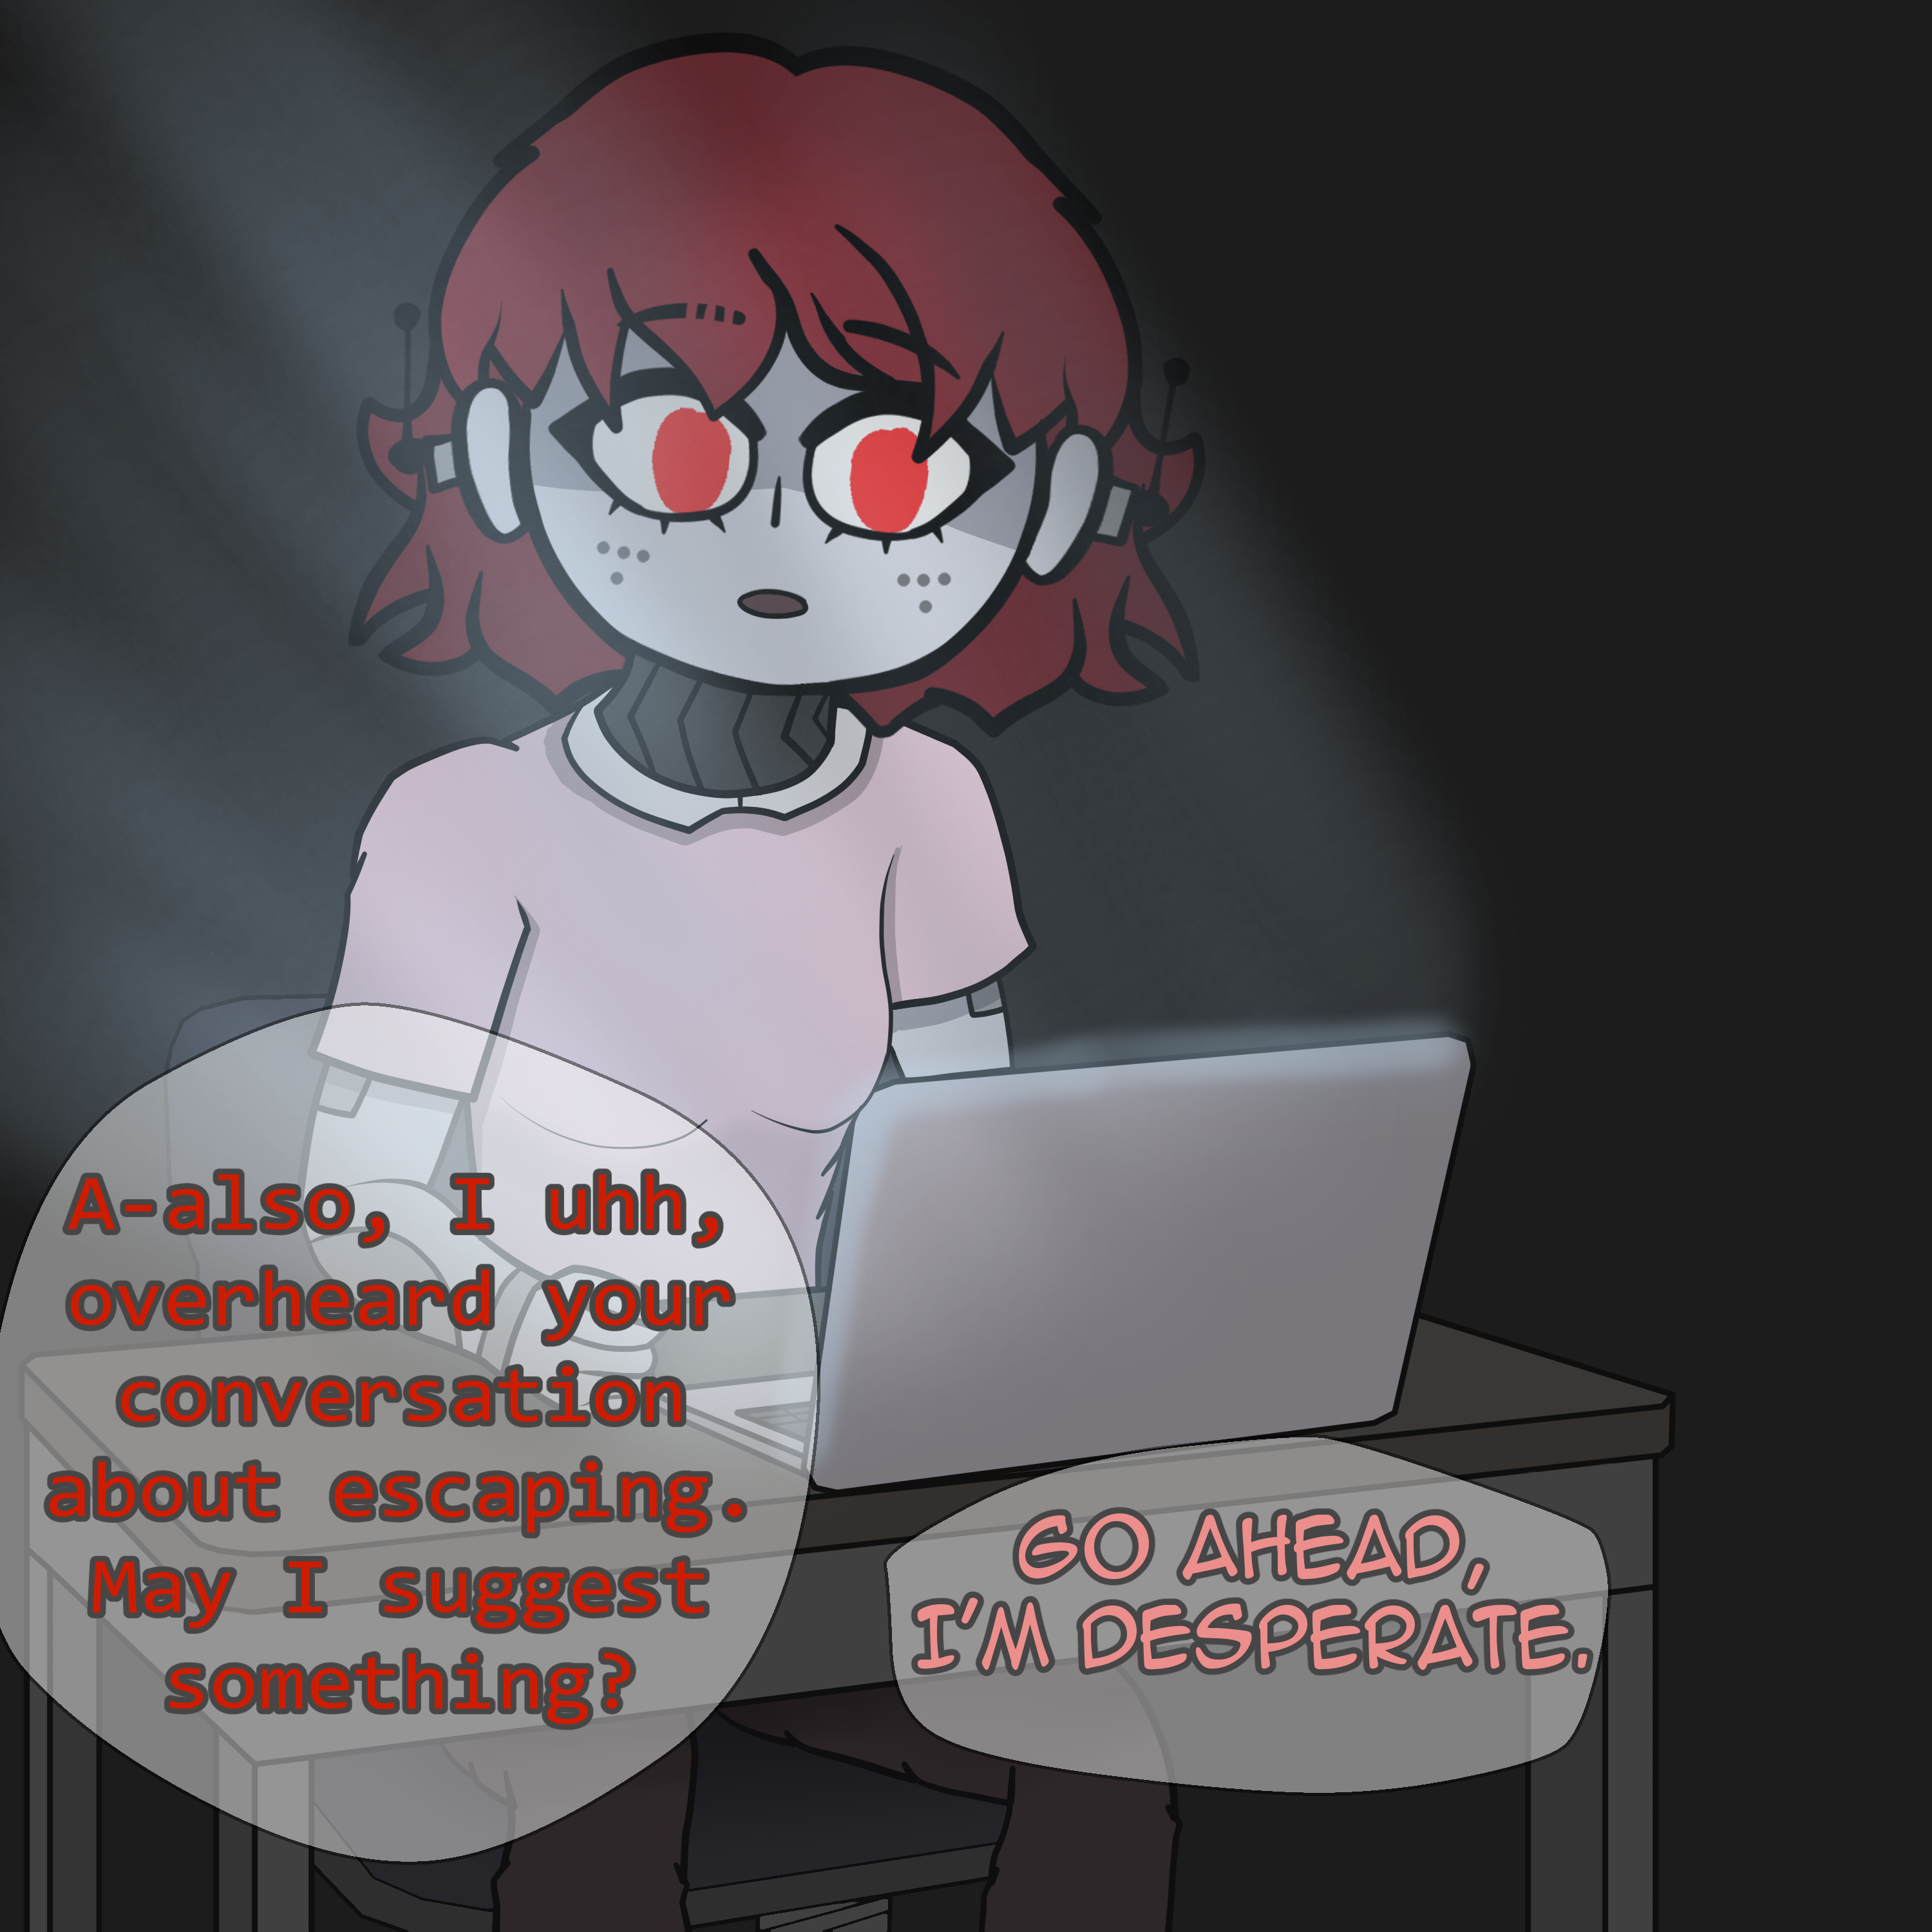 A-also, I uhh,
overheard your
conversation
about escaping.
May I suggest
something?
GO AHEAD,
I'M DESPERATE.